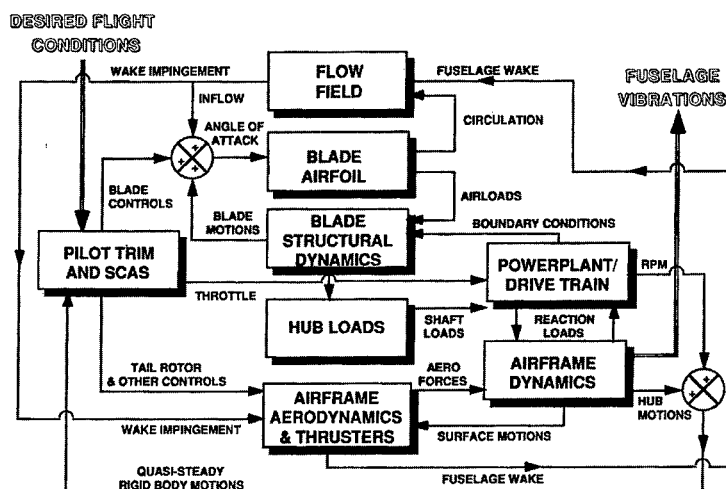 DESIRED FLIGHT
CONDITIONS
WAKE IMPINGEMENT
FLOW
FIELD
FUSELAGE WAKE
FUSELAGE
VIBRATIONS
INFLOW
ANGLE OF
ATTACK
CIRCULATION
BLADE
AIRFOIL
BLADE
CONTROLS
AIRLOADS
BLADE
MOTIONS
BLADE
STRUCTURAL
DYNAMICS
BOUNDARY CONDITIONS
PILOT TRIM
AND SCAS
POWERPLANT/
DRIVE TRAIN
RPM
THROTTLE
HUB LOADS
SHAFT
LOADS
REACTION
LOADS
TAIL ROTOR
& OTHER CONTROLS
AERO
FORCES
AIRFRAME
DYNAMICS
HUB
MOTIONS
AIRFRAME
AERODYNAMICS
& THRUSTERS
WAKE IMPINGEMENT
SURFACE MOTIONS
QUASI-STEADY
RIGID BODY MOTIONS
FUSELAGE WAKE